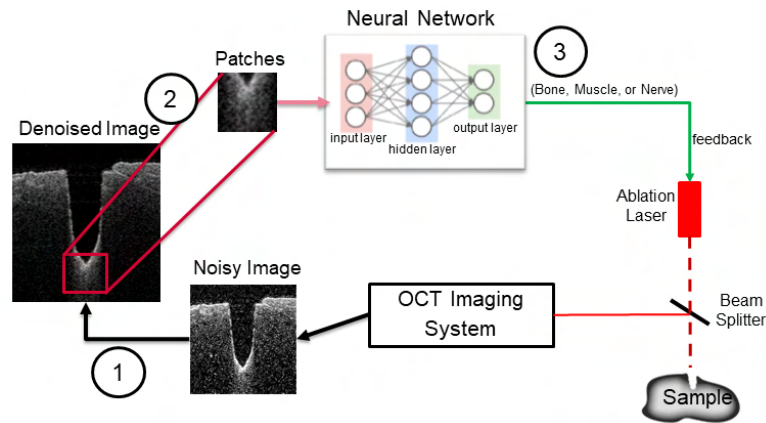 Neural Network
Patches
3
(Bone, Muscle, or Nerve)
2
Denoised Image
input layer
hidden layer
output layer
feedback
Ablation
Laser
Noisy Image
OCT Imaging
System
Beam
Splitter
1
Sample